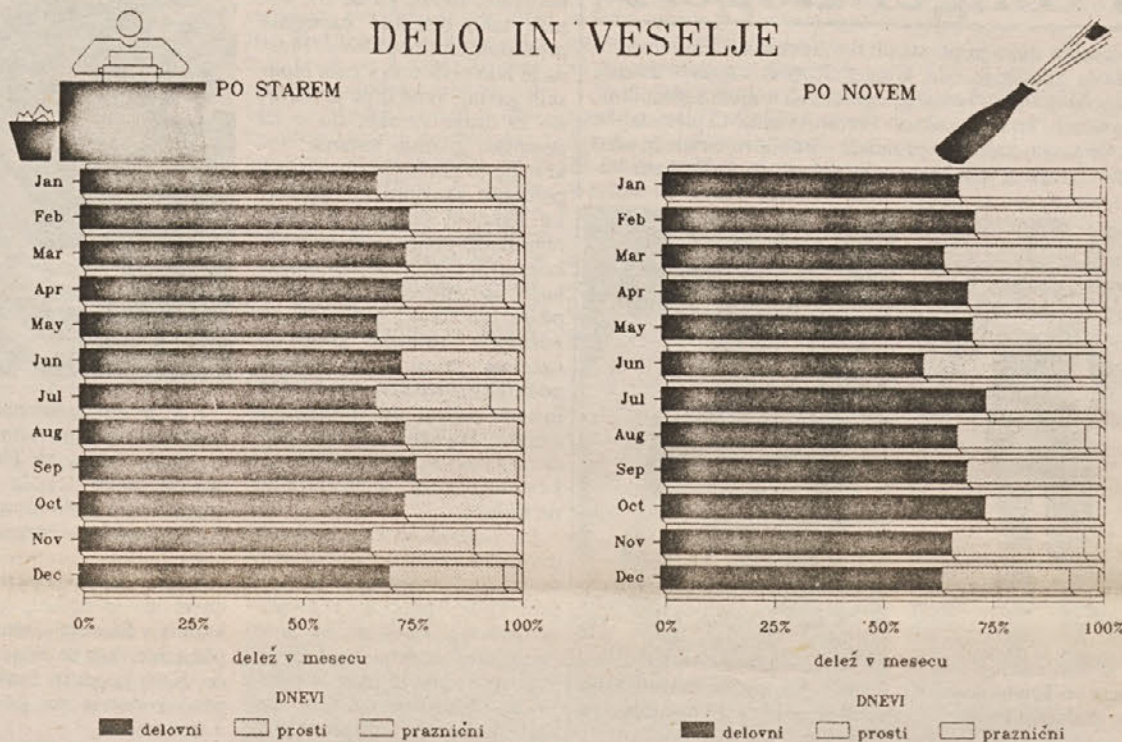 DELO IN VESELJE
PO STAREM
Jan
Feb
Mar
Apr
May
Jun
Jul
Aug
Sep
Oct
Nov
Dec
0% 25% 50% 75% 100%
delež v mesecu
DNEVI
delovni prosti praznični
PO NOVEM
Jan
Feb
Mar
Apr
May
Jun
Jul
Aug
Sep
Oct
Nov
Dec
0% 25% 50% 75% 100%
delež v mesecu
DNEVI
delovni prosti praznični